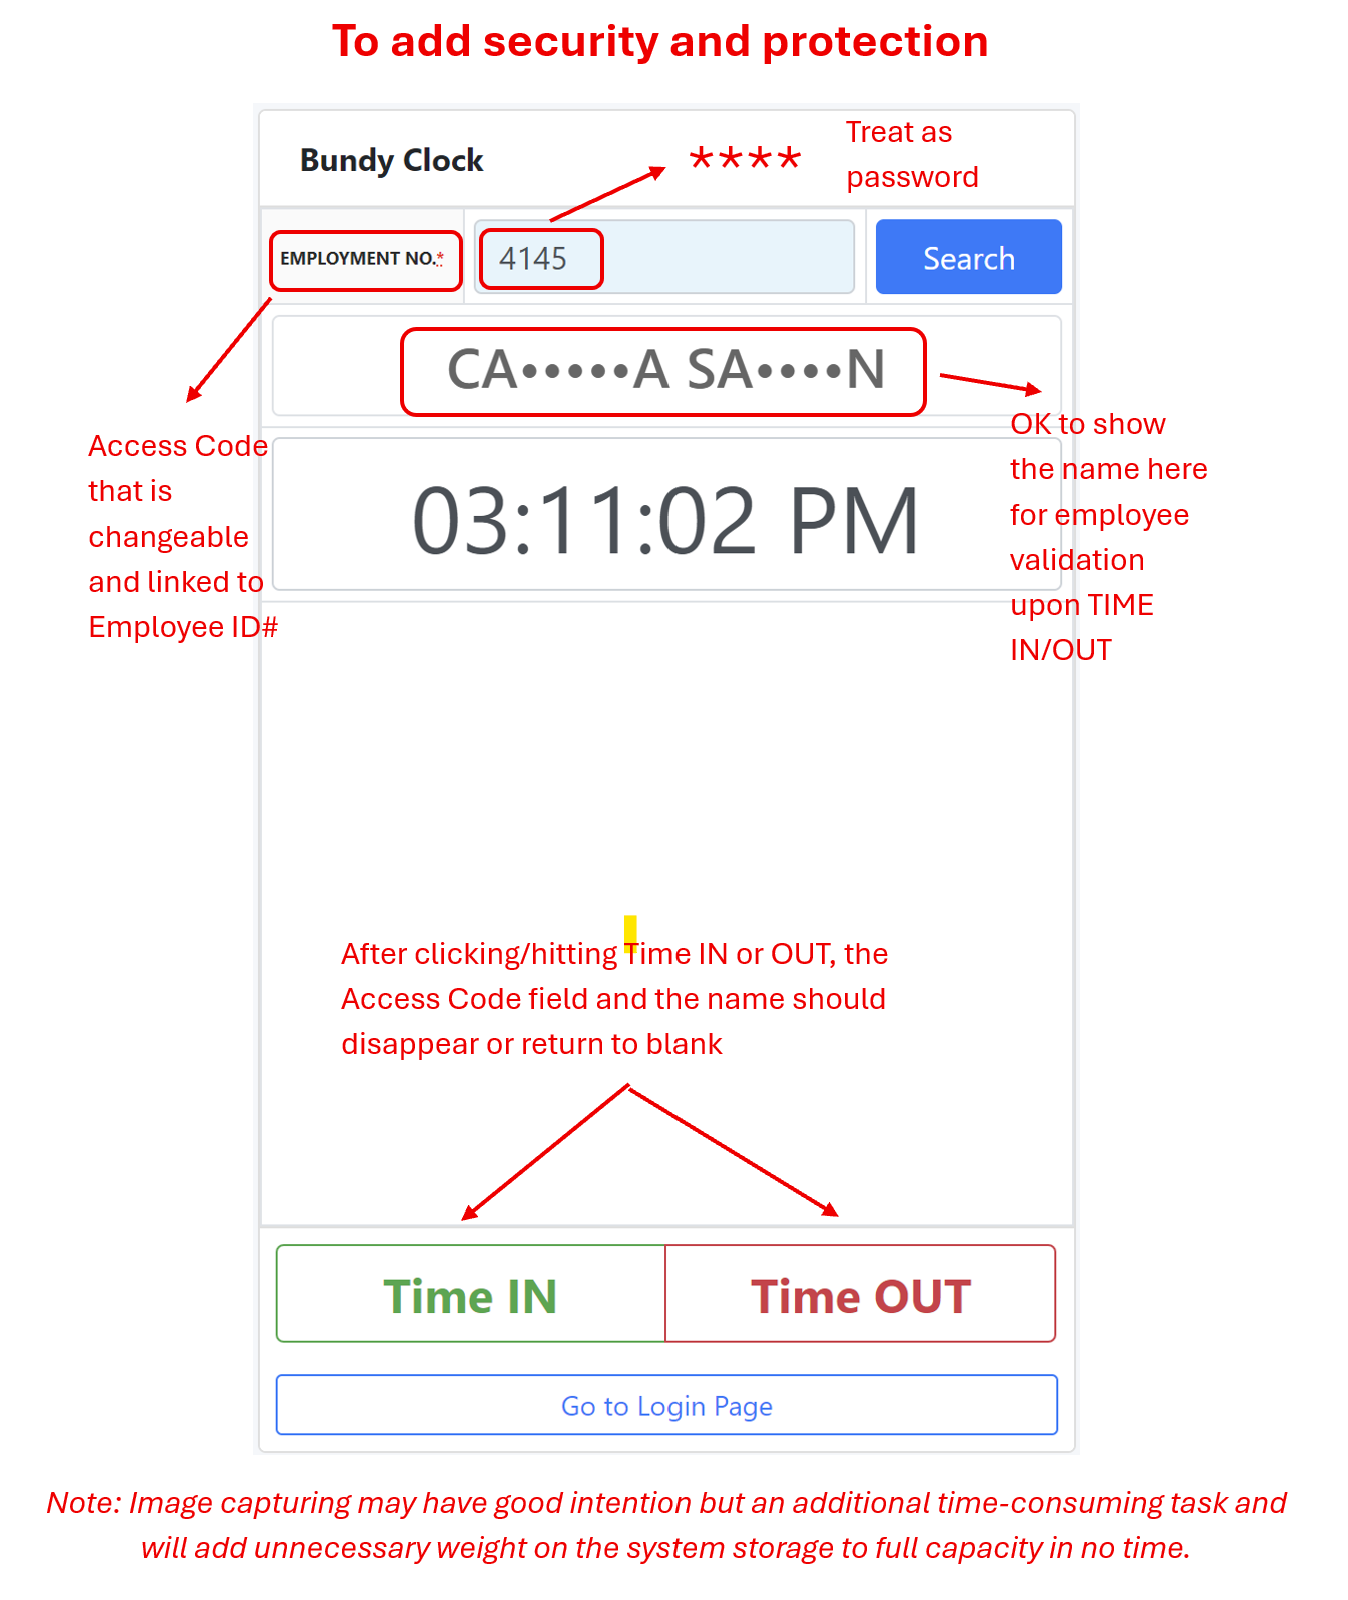 To add security and protection
Bundy Clock
****
Treat as
password
EMPLOYMENT NO.*
4145
Search
CA•••••A SA••••N
03:11:02 PM
Access Code
that is
changeable
and linked to
Employee ID#
OK to show
the name here
for employee
validation
upon TIME
IN/OUT
After clicking/hitting Time IN or OUT, the
Access Code field and the name should
disappear or return to blank
Time IN
Time OUT
Go to Login Page
Note: Image capturing may have good intention but an additional time-consuming task and
will add unnecessary weight on the system storage to full capacity in no time.